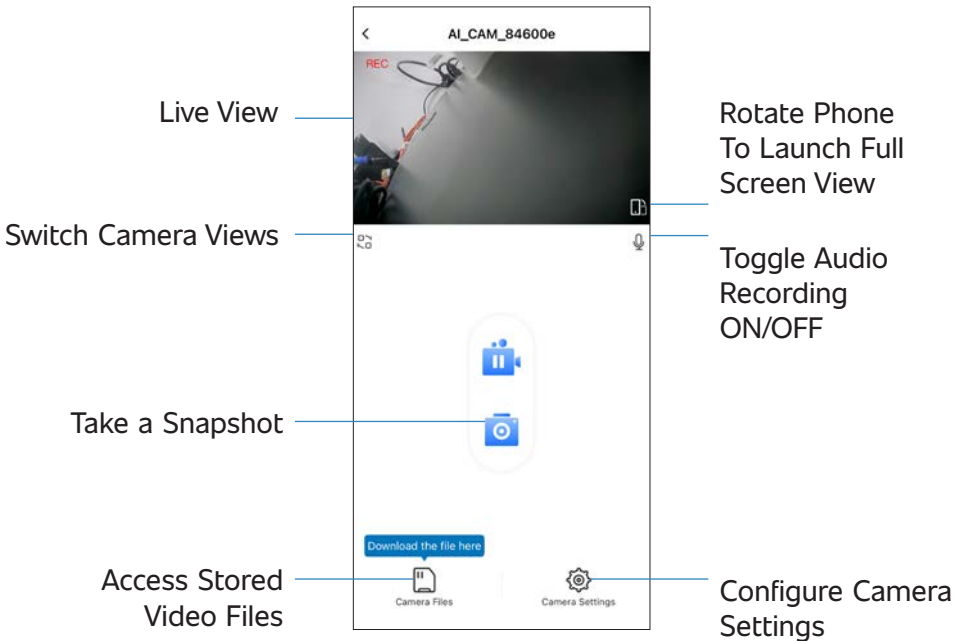 AI_CAM_84600e
REC
Live View
Rotate Phone
To Launch Full
Screen View
Switch Camera Views
Toggle Audio
Recording
ON/OFF
Take a Snapshot
Download the file here
Access Stored
Video Files
Camera Files
Camera Settings
Configure Camera
Settings